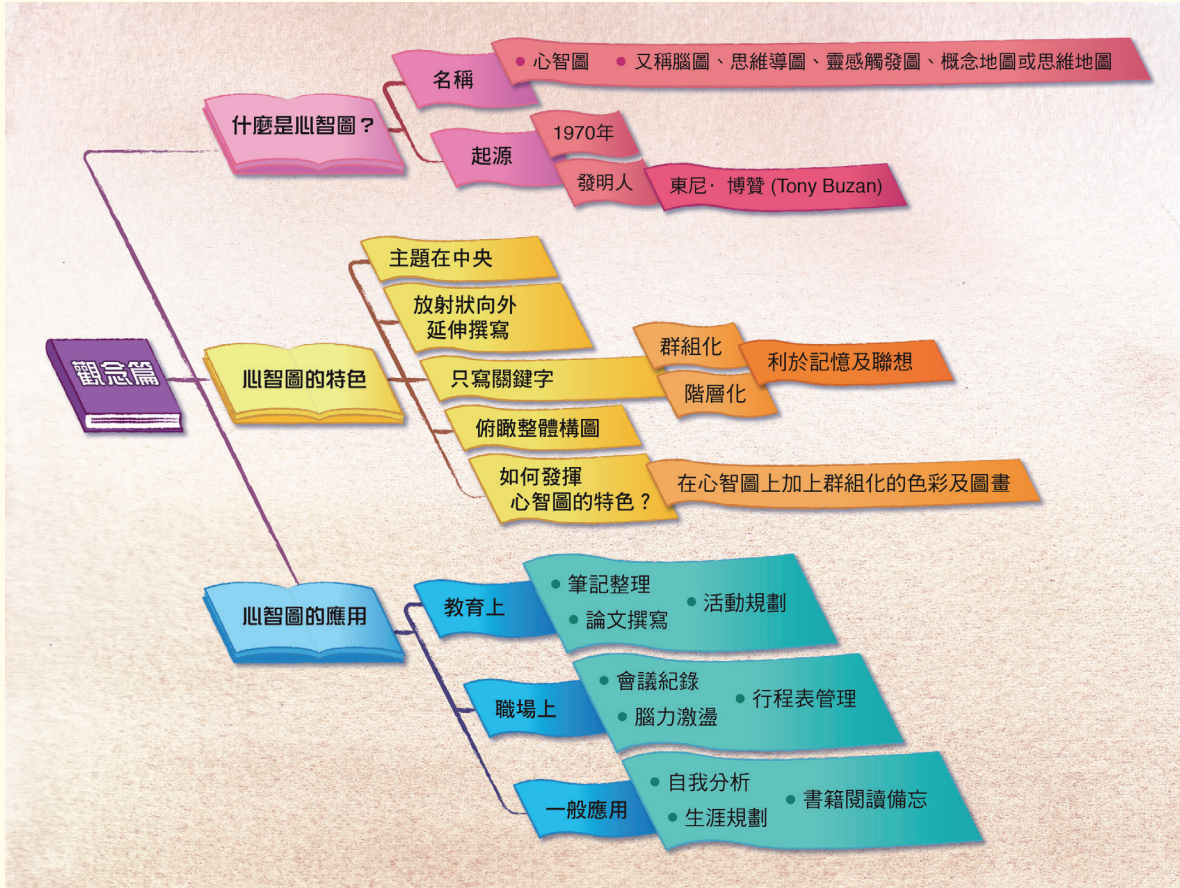 觀念篇
什麼是心智圖？
名稱
• 心智圖 • 又稱腦圖、思維導圖、靈感觸發圖、概念地圖或思維地圖
起源
1970年
發明人
東尼· 博贊 (Tony Buzan)
心智圖的特色
主題在中央
放射狀向外
延伸撰寫
只寫關鍵字
群組化
階層化
利於記憶及聯想
俯瞰整體構圖
如何發揮
心智圖的特色？
在心智圖上加上群組化的色彩及圖畫
心智圖的應用
教育上
• 筆記整理
• 論文撰寫
• 活動規劃
職場上
• 會議紀錄
• 腦力激盪
• 行程表管理
一般應用
• 自我分析
• 生涯規劃
• 書籍閱讀備忘